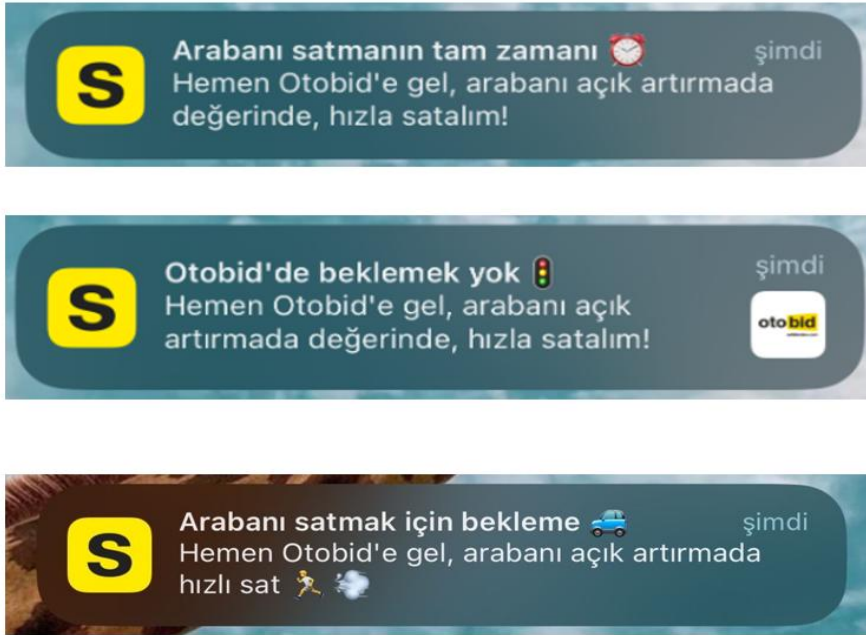 S
Arabanı satmanın tam zamanı ⏰
şimdi
Hemen Otobid'e gel, arabanı açık artırmada
değerinde, hızla satalım!
S
Otobid'de beklemek yok 🚦
şimdi
Hemen Otobid'e gel, arabanı açık
artırmada değerinde, hızla satalım!
otobid
S
Arabanı satmak için bekleme 🚙
şimdi
Hemen Otobid'e gel, arabanı açık artırmada
hızlı sat 🏃 💨